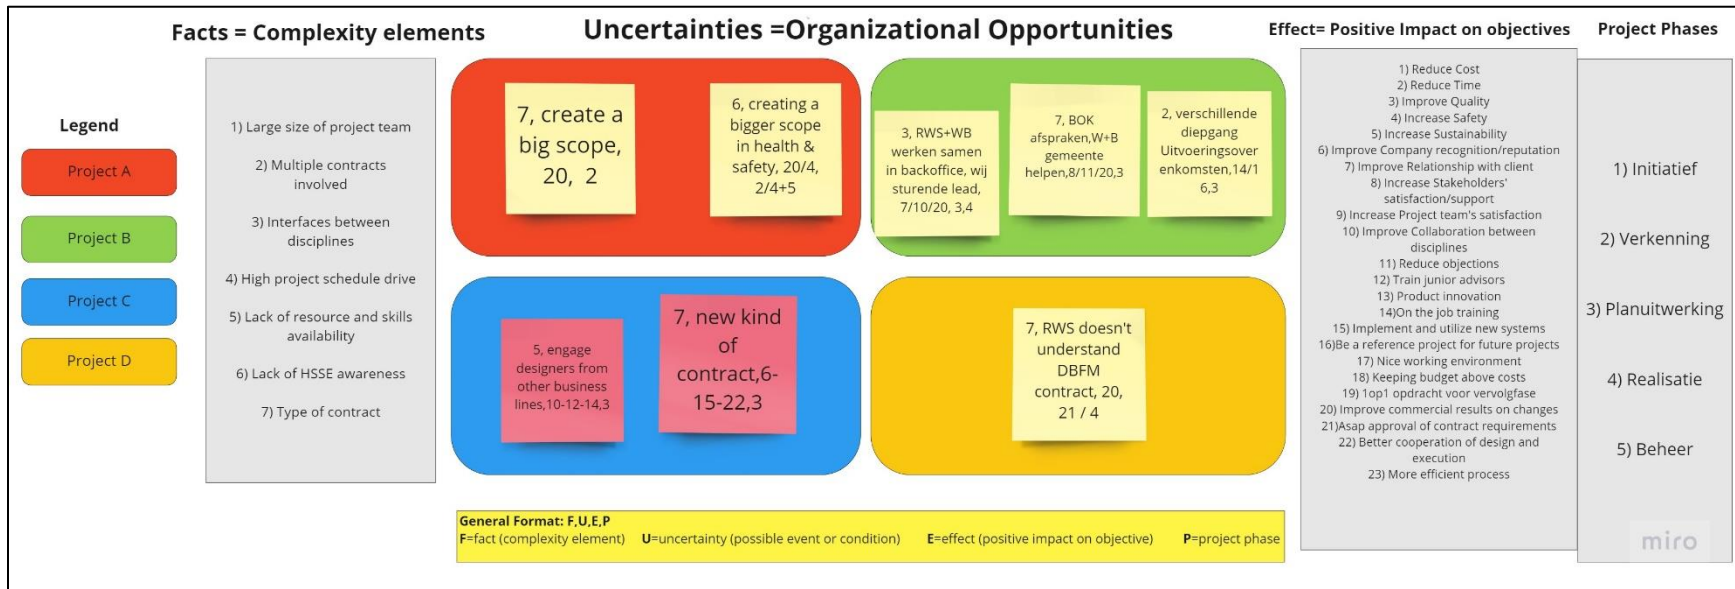 Facts = Complexity elements
Uncertainties =Organizational Opportunities
Effect= Positive Impact on objectives
Project Phases
Legend
Project A
Project B
Project C
Project D
1) Large size of project team
2) Multiple contracts
involved
3) Interfaces between
disciplines
4) High project schedule drive
5) Lack of resource and skills
availability
6) Lack of HSSE awareness
7) Type of contract
7, create a
big scope,
20, 2
6, creating a
bigger scope
in health &
safety, 20/4,
2/4+5
3, RWS+WB
werken samen
in backoffice, wij
sturende lead,
7/10/20, 3,4
7, BOK
afspraken,W+B
gemeente
helpen,8/11/20,3
2, verschillende
diepgang
Uitvoeringsover
enkomsten,14/1
6,3
5, engage
designers from
other business
lines,10-12-14,3
7, new kind
of
contract,6-
15-22,3
7, RWS doesn't
understand
DBFM
contract, 20,
21 / 4
General Format: F,U,E,P
F=fact (complexity element) U=uncertainty (possible event or condition) E=effect (positive impact on objective) P=project phase
1) Reduce Cost
2) Reduce Time
3) Improve Quality
4) Increase Safety
5) Increase Sustainability
6) Improve Company recognition/reputation
7) Improve Relationship with client
8) Increase Stakeholders'
satisfaction/support
9) Increase Project team's satisfaction
10) Improve Collaboration between
disciplines
11) Reduce objections
12) Train junior advisors
13) Product innovation
14)On the job training
15) Implement and utilize new systems
16)Be a reference project for future projects
17) Nice working environment
18) Keeping budget above costs
19) 1op1 opdracht voor vervolgfase
20) Improve commercial results on changes
21)Asap approval of contract requirements
22) Better cooperation of design and
execution
23) More efficient process
1) Initiatief
2) Verkenning
3) Planuitwerking
4) Realisatie
5) Beheer
miro